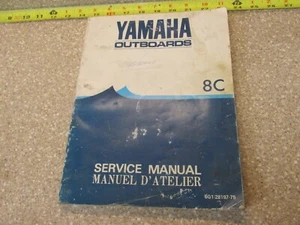 YAMAHA
OUTBOARDS
8C
SERVICE MANUAL
MANUEL D'ATELIER